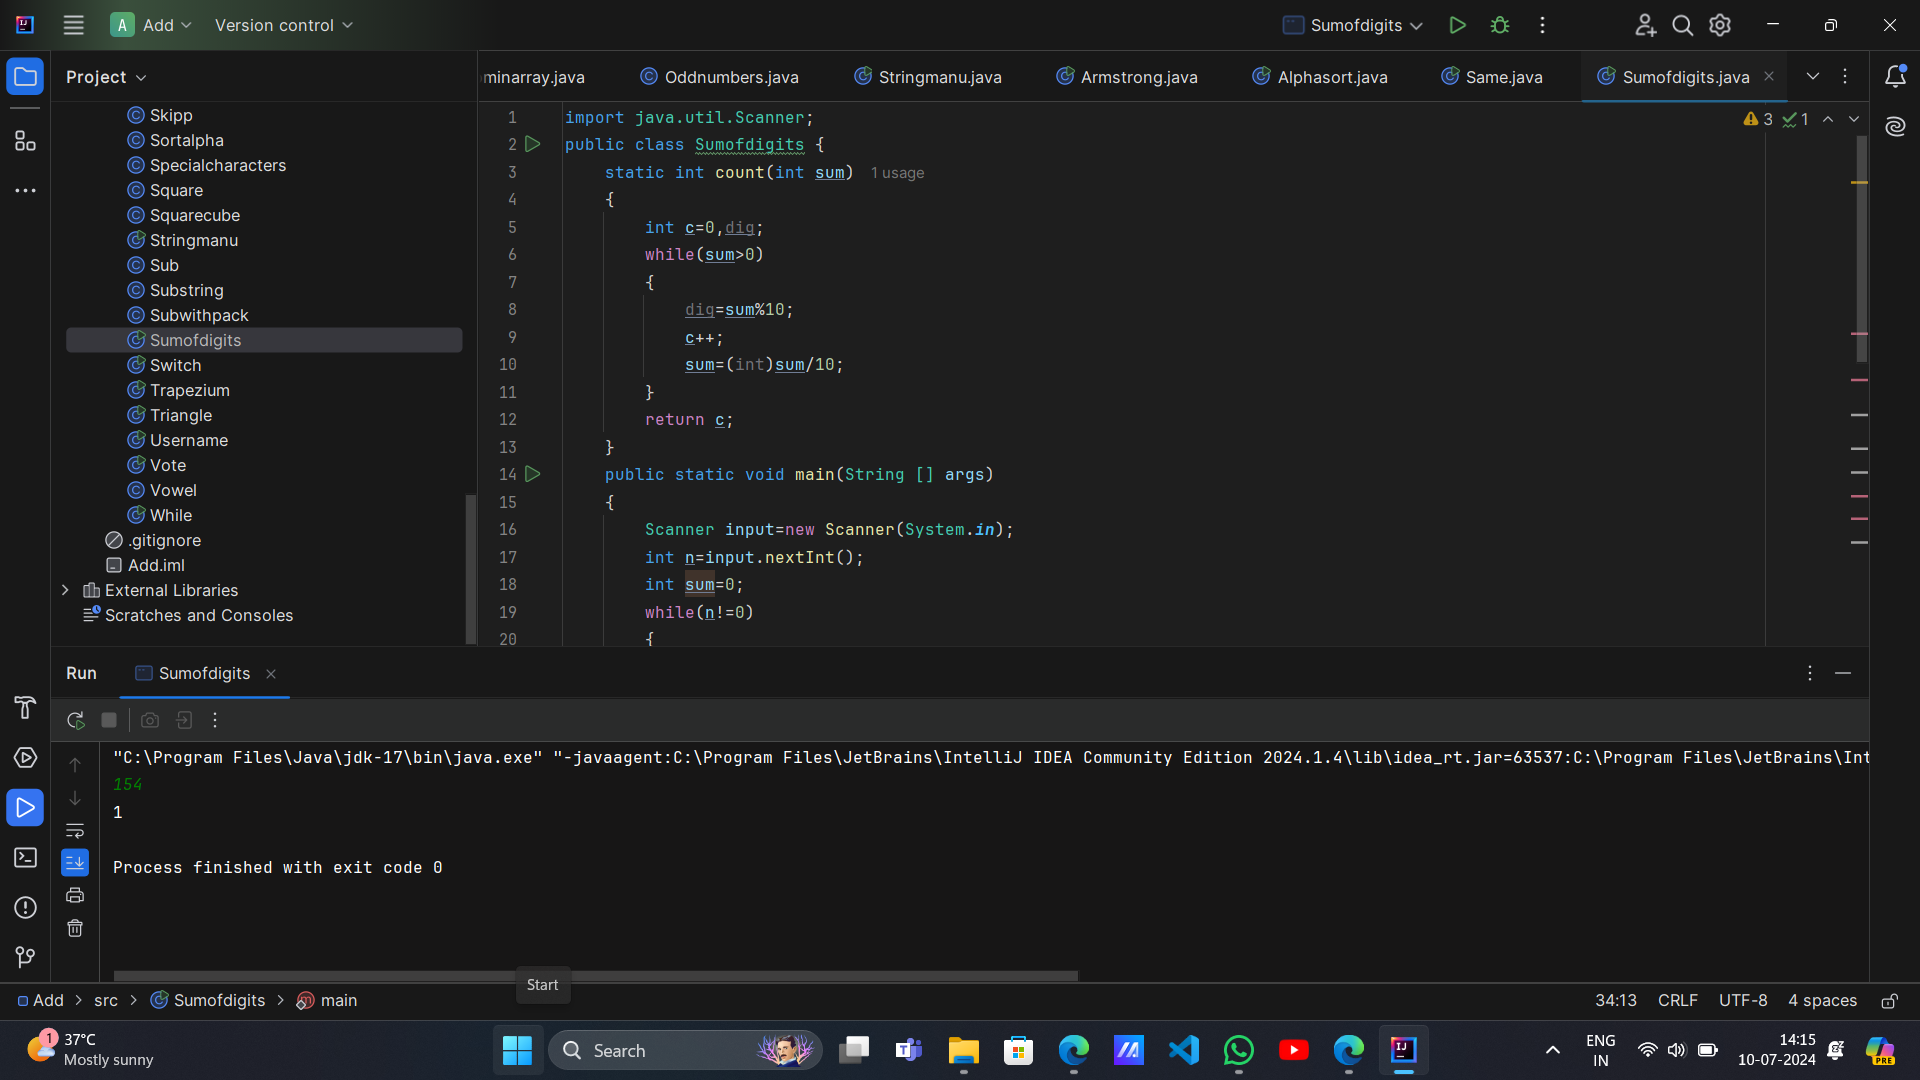 A Add Version control Sumofdigits
Project
minarray.java Oddnumbers.java Stringmanu.java Armstrong.java Alphasort.java Same.java Sumofdigits.java
Skipp
Sortalpha
Specialcharacters
Square
Squarecube
Stringmanu
Sub
Substring
Subwithpack
Sumofdigits
Switch
Trapezium
Triangle
Username
Vote
Vowel
While
.gitignore
Add.iml
External Libraries
Scratches and Consoles
3 1
1 import java.util.Scanner;
2 public class Sumofdigits {
3 static int count(int sum) 1 usage
4 {
5 int c=0,dig;
6 while(sum>0)
7 {
8 dig=sum%10;
9 c++;
10 sum=(int)sum/10;
11 }
12 return c;
13 }
14 public static void main(String [] args)
15 {
16 Scanner input=new Scanner(System.in);
17 int n=input.nextInt();
18 int sum=0;
19 while(n!=0)
20 {
Run Sumofdigits
"C:\Program Files\Java\jdk-17\bin\java.exe" "-javaagent:C:\Program Files\JetBrains\IntelliJ IDEA Community Edition 2024.1.4\lib\idea_rt.jar=63537:C:\Program Files\JetBrains\Int
154
1
Process finished with exit code 0
Start
Add > src > Sumofdigits > main 34:13 CRLF UTF-8 4 spaces
1 37°C
Mostly sunny
Search
ENG
IN
14:15
10-07-2024
PRE